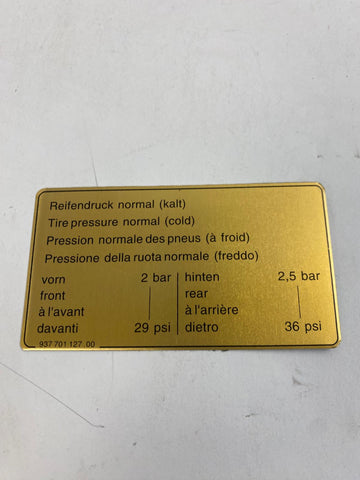 Reifendruck normal (kalt)
Tire pressure normal (cold)
Pression normale des pneus (à froid)
Pressione della ruota normale (freddo)
vorn 2 bar hinten 2,5 bar
front rear
à l'avant à l'arrière
davanti 29 psi dietro 36 psi
937 701 127 00